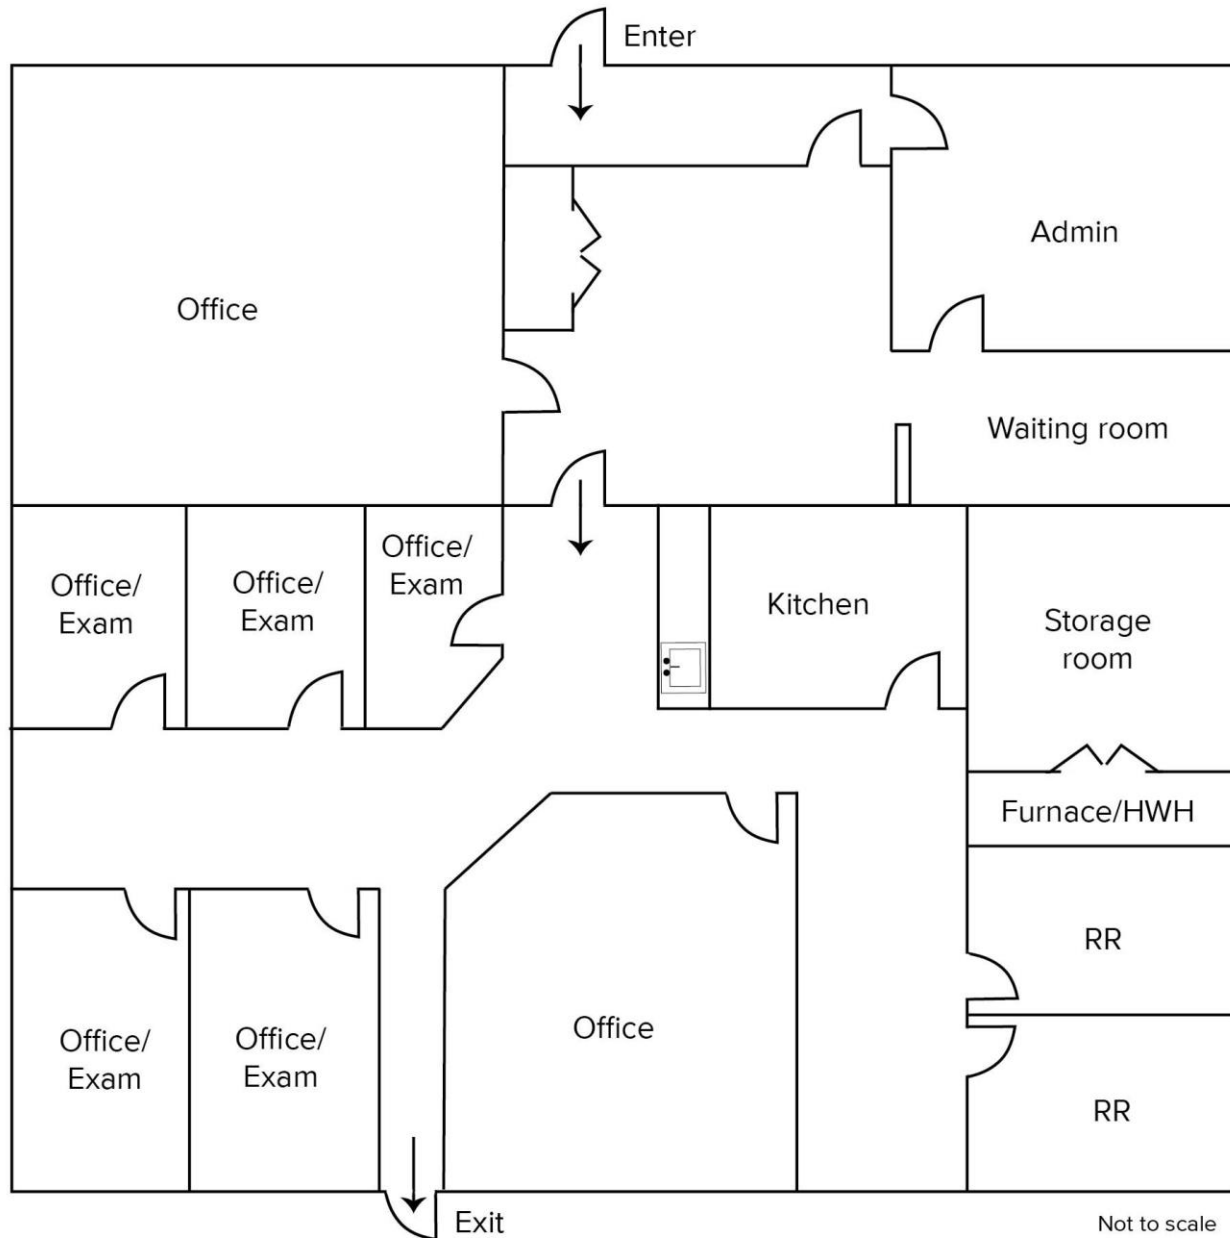 Enter
Admin
Office
Waiting room
Office/
Exam
Office/
Exam
Office/
Exam
Kitchen
Storage
room
Furnace/HWH
RR
Office/
Exam
Office/
Exam
Office
RR
Exit
Not to scale